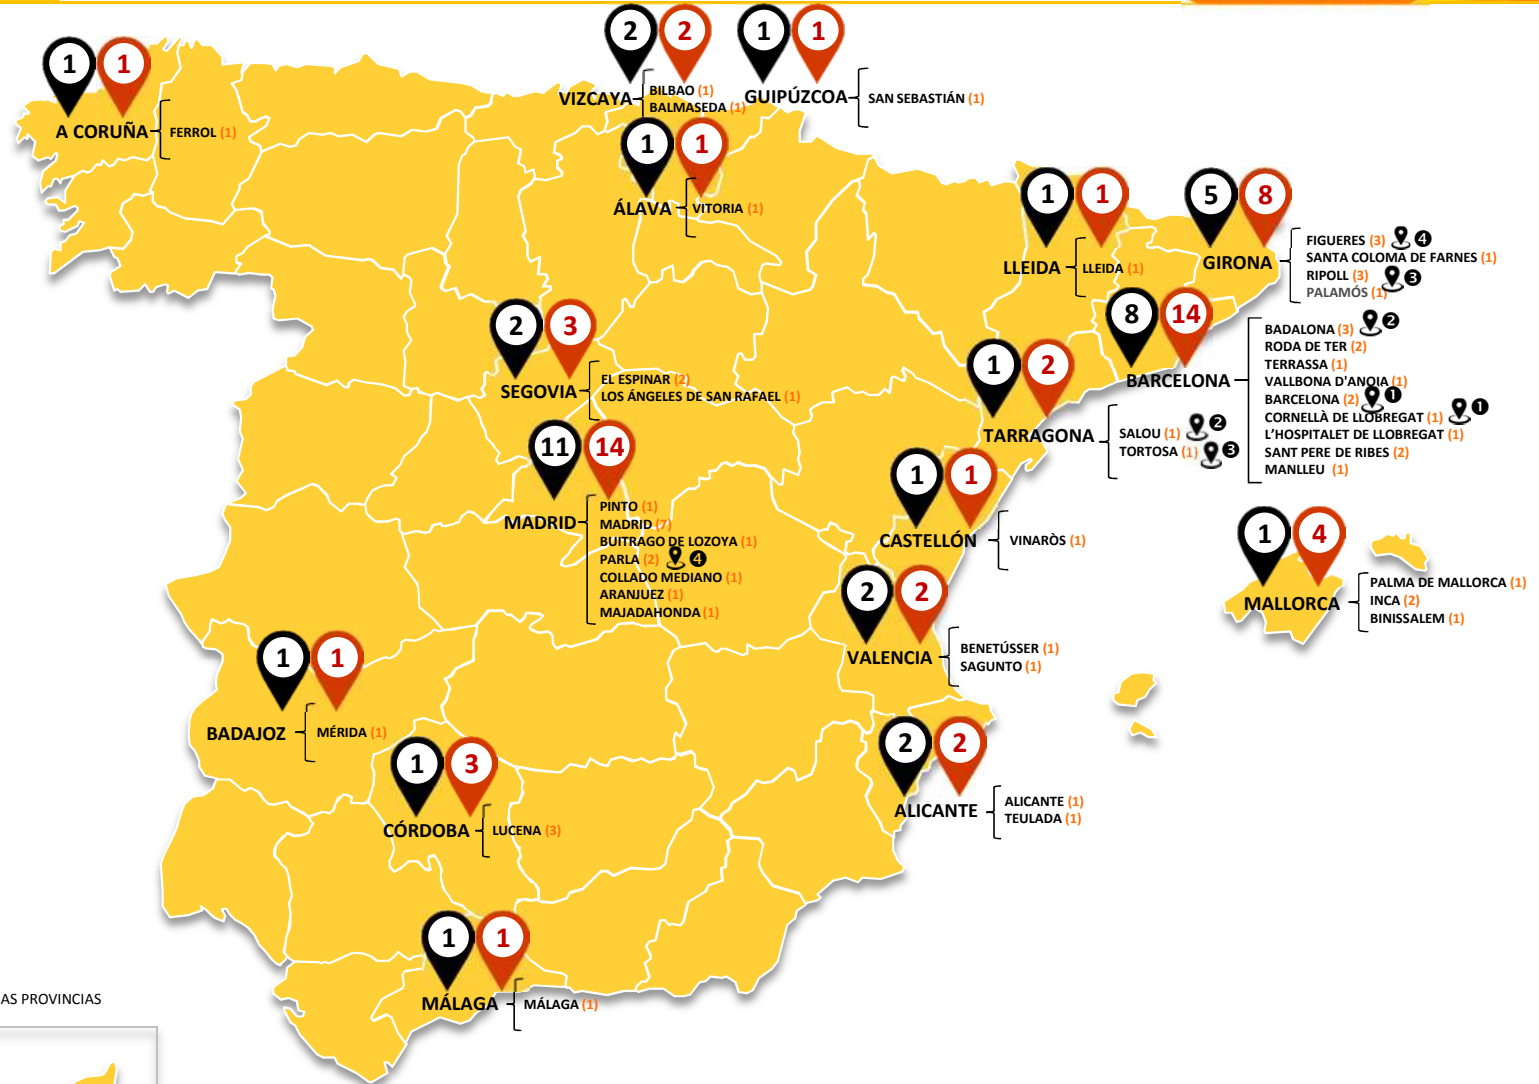 2 2
1 1
VIZCAYA
BILBAO (1)
BALMASEDA (1)
GUIPÚZCOA
SAN SEBASTIÁN (1)
1 1
A CORUÑA
FERROL (1)
1 1
ÁLAVA
VITORIA (1)
1 1
LLEIDA
LLEIDA (1)
5 8
GIRONA
FIGUERES (3) ❹
SANTA COLOMA DE FARNES (1)
RIPOLL (3) ❸
PALAMÓS (1)
8 14
BARCELONA
BADALONA (3) ❷
RODA DE TER (2)
TERRASSA (1)
VALLBONA D'ANOIA (1)
BARCELONA (2) ❶
CORNELLÀ DE LLOBREGAT (1) ❶
L'HOSPITALET DE LLOBREGAT (1)
SANT PERE DE RIBES (2)
MANLLEU (1)
2 3
SEGOVIA
EL ESPINAR (2)
LOS ÁNGELES DE SAN RAFAEL (1)
1 2
TARRAGONA
SALOU (1) ❷
TORTOSA (1) ❸
11 14
MADRID
PINTO (1)
MADRID (7)
BUITRAGO DE LOZOYA (1)
PARLA (2) ❹
COLLADO MEDIANO (1)
ARANJUEZ (1)
MAJADAHONDA (1)
1 1
CASTELLÓN
VINARÒS (1)
1 4
MALLORCA
PALMA DE MALLORCA (1)
INCA (2)
BINISSALEM (1)
2 2
VALENCIA
BENETÚSSER (1)
SAGUNTO (1)
1 1
BADAJOZ
MÉRIDA (1)
2 2
ALICANTE
ALICANTE (1)
TEULADA (1)
1 3
CÓRDOBA
LUCENA (3)
1 1
MÁLAGA
MÁLAGA (1)
AS PROVINCIAS